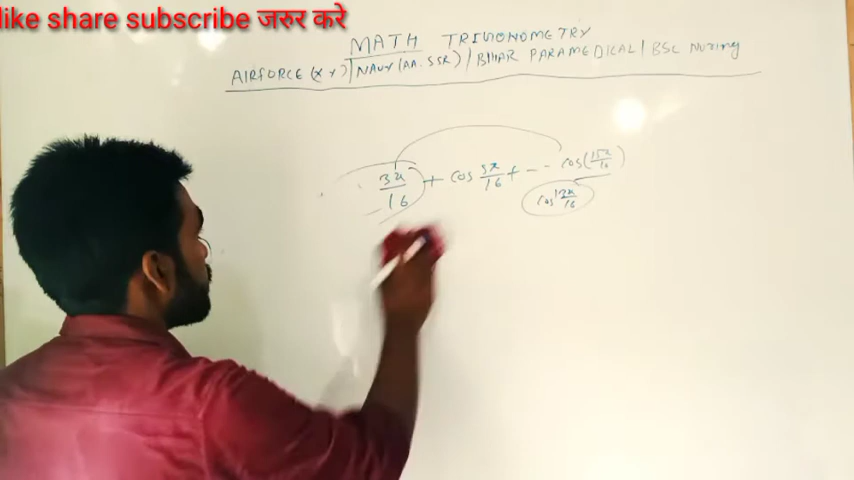 like share subscribe जरुर करे
MATH TRIGONOMETRY
AIRFORCE (X Y) | NAVY (AA. SSR) / BIHAR PARAMEDICAL / BSC Nursing
3π/16 + cos 5π/16 + - - cos(15π/16)
cos 13π/16